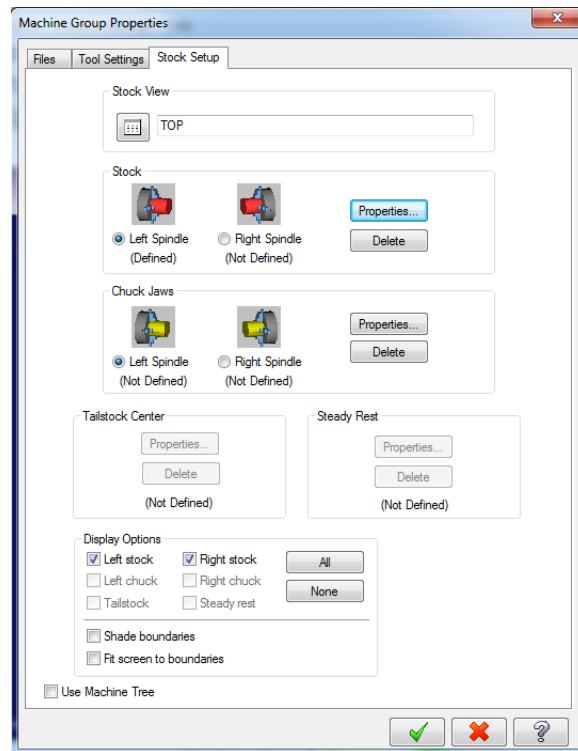 Machine Group Properties
Files Tool Settings Stock Setup
Stock View
TOP
Stock
Properties...
Left Spindle Right Spindle
Delete
(Defined) (Not Defined)
Chuck Jaws
Properties...
Delete
Left Spindle Right Spindle
(Not Defined) (Not Defined)
Tailstock Center Steady Rest
Properties... Properties...
Delete Delete
(Not Defined) (Not Defined)
Display Options
Left stock Right stock All
Left chuck Right chuck
None
Tailstock Steady rest
Shade boundaries
Fit screen to boundaries
Use Machine Tree